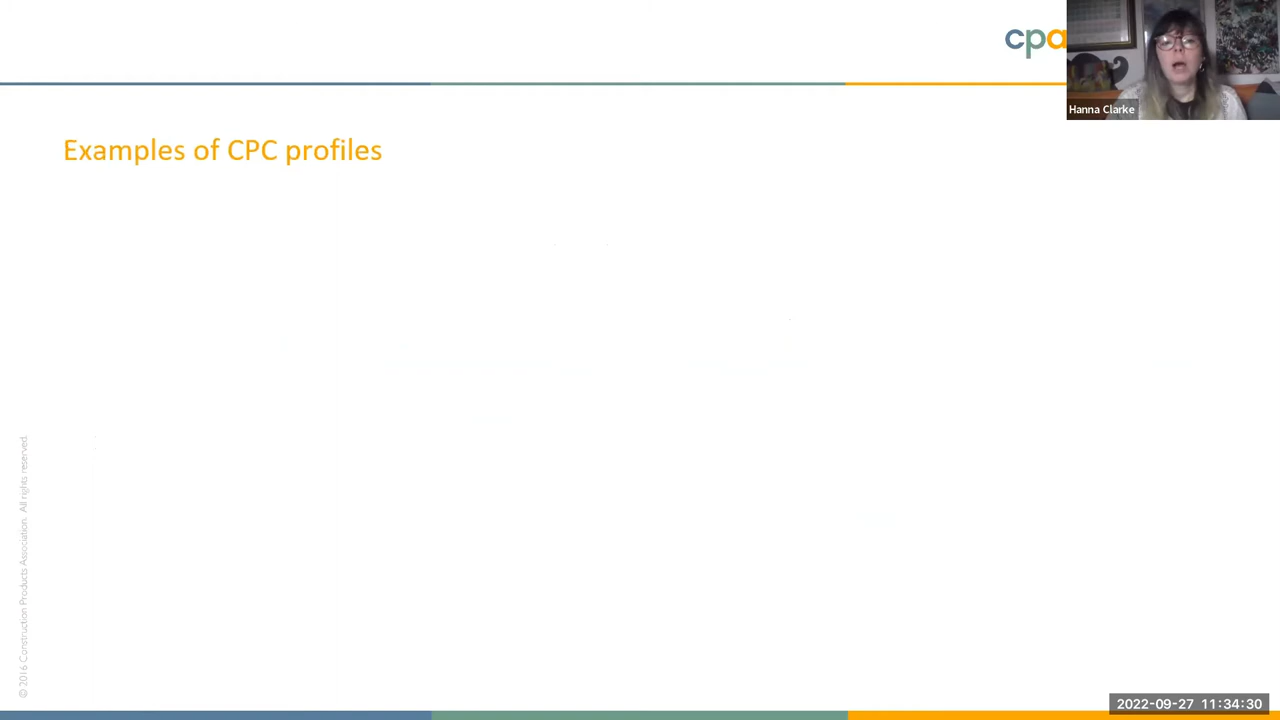 cpa
Hanna Clarke
Examples of CPC profiles
© 2016 Construction Products Association. All rights reserved.
2022-09-27 11:34:30